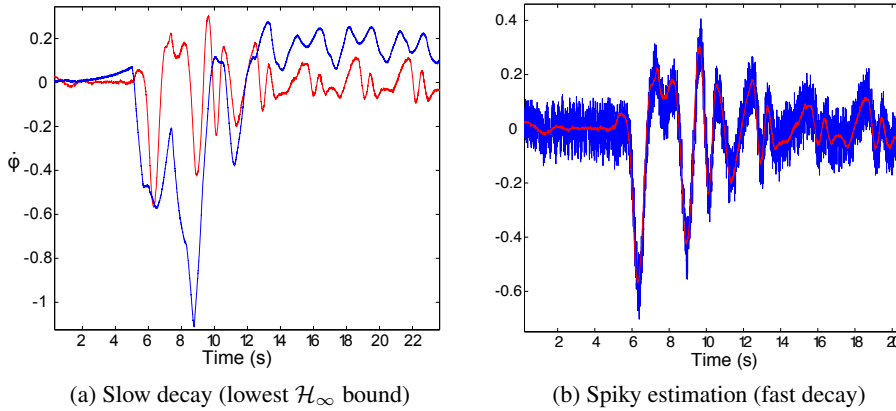 0.2
0
-0.2
-0.4
-0.6
-0.8
-1
φ̇
2 4 6 8 10 12 14 16 18 20 22
Time (s)
(a) Slow decay (lowest ℋ∞ bound)
0.4
0.2
0
-0.2
-0.4
-0.6
2 4 6 8 10 12 14 16 18 20
Time (s)
(b) Spiky estimation (fast decay)